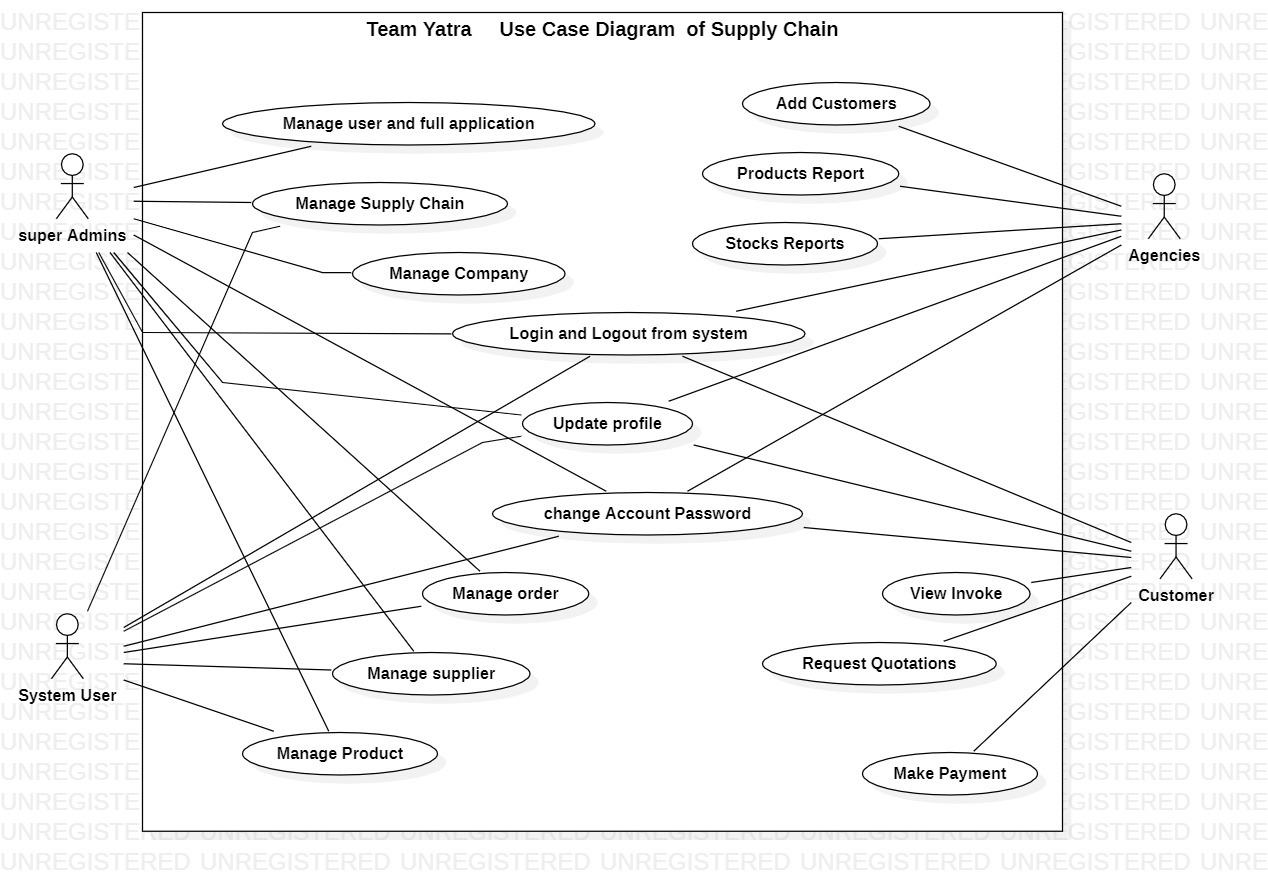 Team Yatra Use Case Diagram of Supply Chain
Add Customers
Manage user and full application
Products Report
Manage Supply Chain
super Admins
Stocks Reports
Agencies
Manage Company
Login and Logout from system
Update profile
change Account Password
Manage order
View Invoke
Customer
Request Quotations
Manage supplier
System User
Manage Product
Make Payment
UNREGISTERED UNREGISTERED UNREGISTERED UNREGISTERED UNREGISTERED UNREGISTERED UNRE